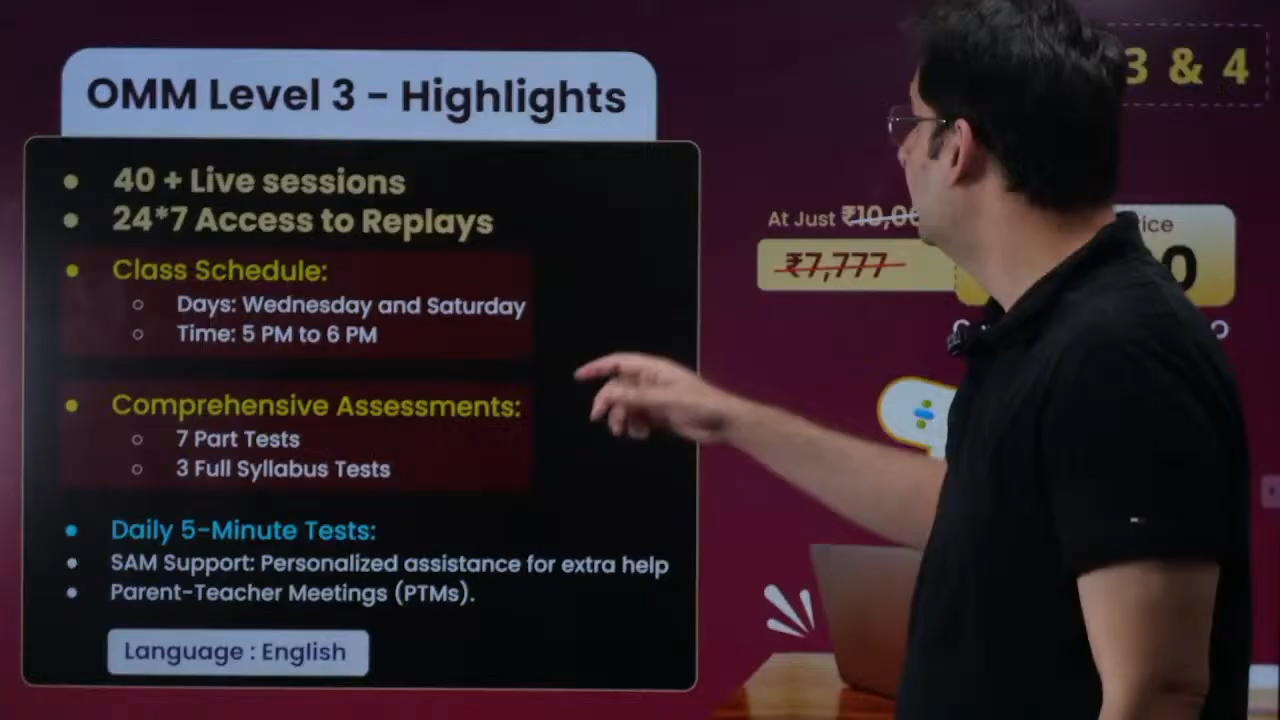 OMM Level 3 - Highlights
40 + Live sessions
24*7 Access to Replays
Class Schedule:
Days: Wednesday and Saturday
Time: 5 PM to 6 PM
Comprehensive Assessments:
7 Part Tests
3 Full Syllabus Tests
Daily 5-Minute Tests:
SAM Support: Personalized assistance for extra help
Parent-Teacher Meetings (PTMs).
Language : English
3 & 4
At Just
₹7,777